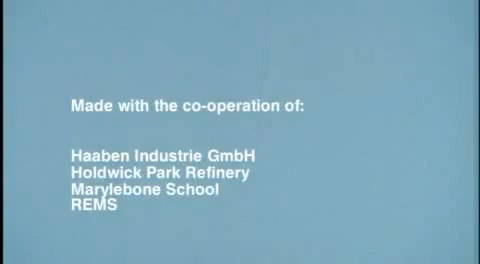 Made with the co-operation of:
Haaben Industrie GmbH
Holdwick Park Refinery
Marylebone School
REMS